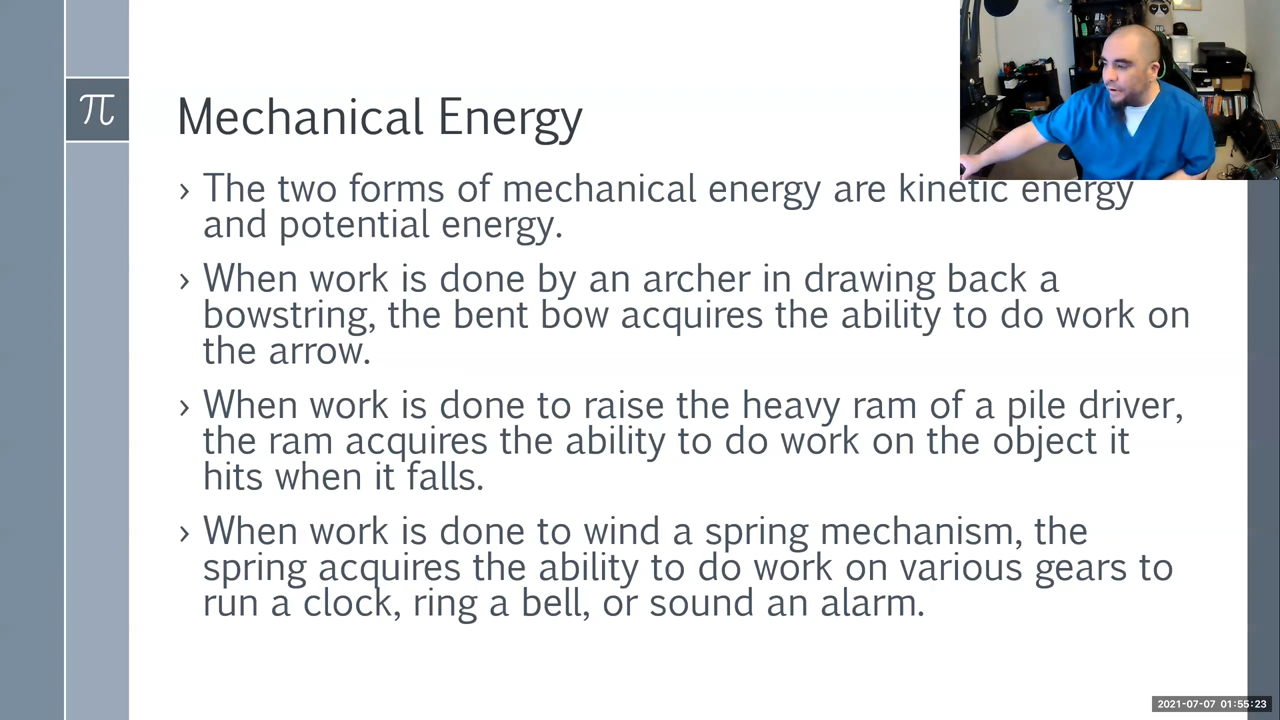 π
Mechanical Energy
› The two forms of mechanical energy are kinetic energy
and potential energy.
› When work is done by an archer in drawing back a
bowstring, the bent bow acquires the ability to do work on
the arrow.
› When work is done to raise the heavy ram of a pile driver,
the ram acquires the ability to do work on the object it
hits when it falls.
› When work is done to wind a spring mechanism, the
spring acquires the ability to do work on various gears to
run a clock, ring a bell, or sound an alarm.
2021-07-07 01:55:23